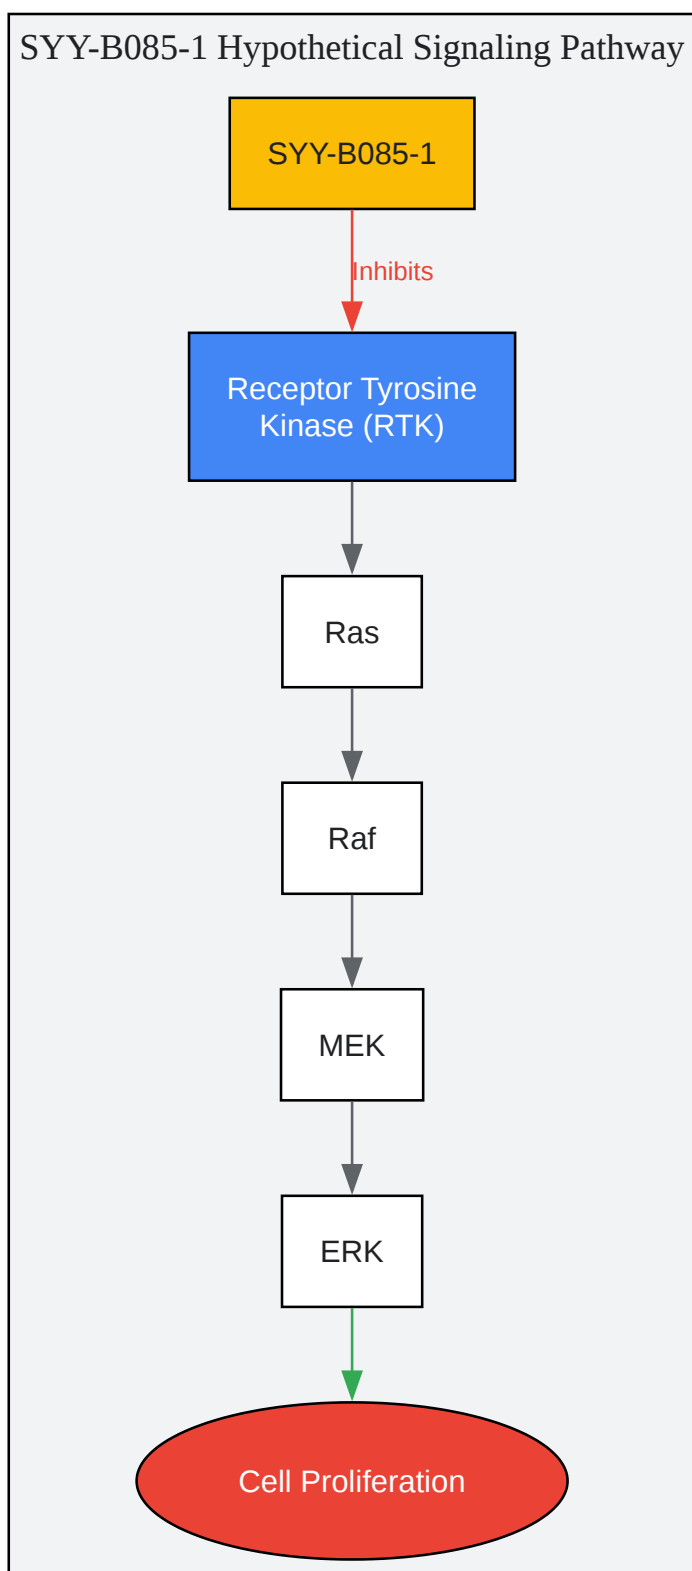 SYY-B085-1 Hypothetical Signaling Pathway
SYY-B085-1
Inhibits
Receptor Tyrosine
Kinase (RTK)
Ras
Raf
MEK
ERK
Cell Proliferation